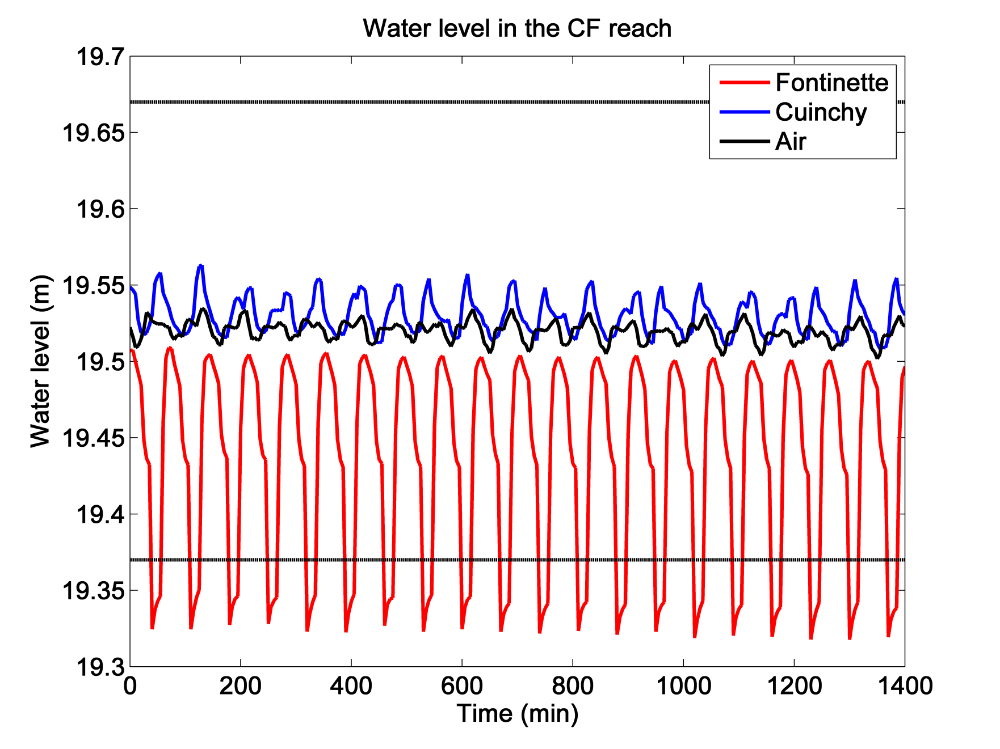 Water level in the CF reach
19.7
19.65
19.6
19.55
19.5
19.45
19.4
19.35
19.3
Water level (m)
Fontinette
Cuinchy
Air
0 200 400 600 800 1000 1200 1400
Time (min)